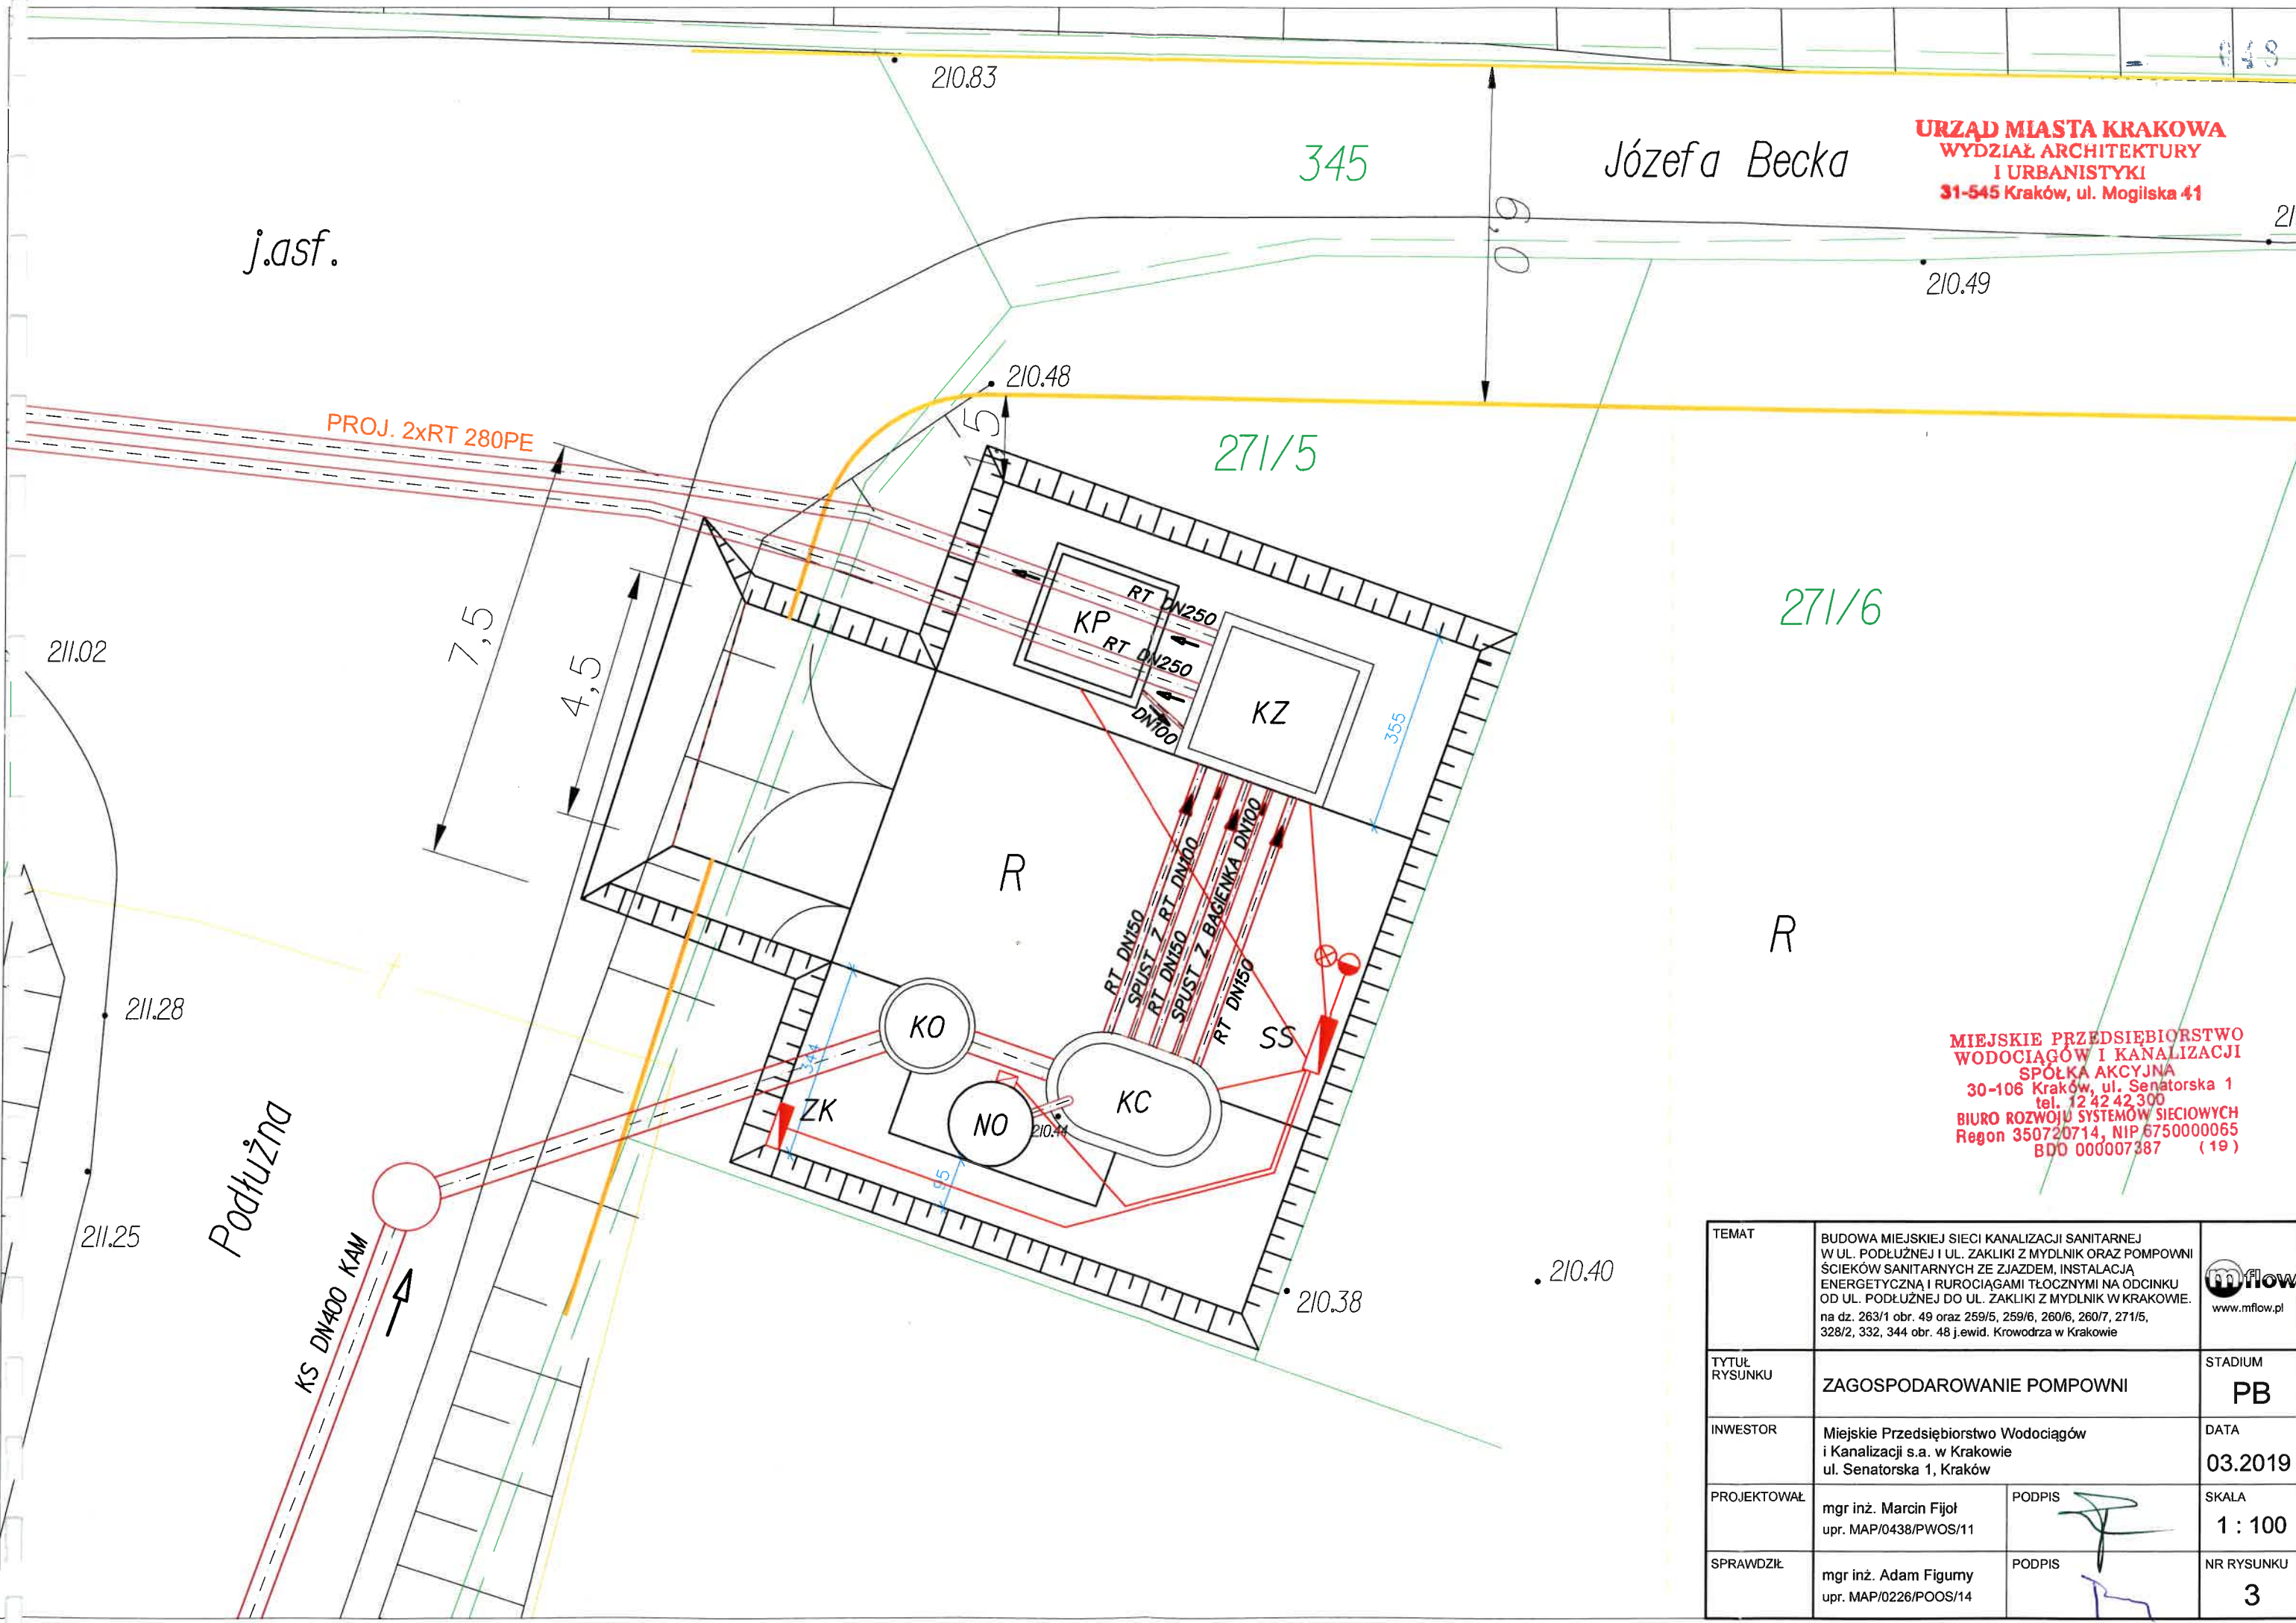 210.83
345
Józefa Becka
URZĄD MIASTA KRAKOWA
WYDZIAŁ ARCHITEKTURY
I URBANISTYKI
31-545 Kraków, ul. Mogilska 41
j.asf.
6,0
210.49
210.48
PROJ. 2xRT 280PE
1,5
271/5
271/6
7,5
4,5
211.02
RT DN250
KP
RT DN250
DN100
KZ
355
R
R
RT DN150
SPUST Z RT DN100
RT DN150
SPUST Z BAGIENKA DN100
RT DN150
211.28
KO
SS
344
ZK
NO
210.44
KC
95
Podłużna
211.25
KS DN400 KAM
210.38
210.40
MIEJSKIE PRZEDSIĘBIORSTWO
WODOCIĄGÓW I KANALIZACJI
SPÓŁKA AKCYJNA
30-106 Kraków, ul. Senatorska 1
tel. 12 42 42 300
BIURO ROZWOJU SYSTEMÓW SIECIOWYCH
Regon 350720714, NIP 6750000065
BDO 000007387 (19)
TEMAT
BUDOWA MIEJSKIEJ SIECI KANALIZACJI SANITARNEJ
W UL. PODŁUŻNEJ I UL. ZAKLIKI Z MYDLNIK ORAZ POMPOWNI
ŚCIEKÓW SANITARNYCH ZE ZJAZDEM, INSTALACJĄ
ENERGETYCZNĄ I RUROCIĄGAMI TŁOCZNYMI NA ODCINKU
OD UL. PODŁUŻNEJ DO UL. ZAKLIKI Z MYDLNIK W KRAKOWIE.
na dz. 263/1 obr. 49 oraz 259/5, 259/6, 260/6, 260/7, 271/5,
328/2, 332, 344 obr. 48 j.ewid. Krowodrza w Krakowie
mflow
www.mflow.pl
TYTUŁ
RYSUNKU
ZAGOSPODAROWANIE POMPOWNI
STADIUM
PB
INWESTOR
Miejskie Przedsiębiorstwo Wodociągów
i Kanalizacji s.a. w Krakowie
ul. Senatorska 1, Kraków
DATA
03.2019
PROJEKTOWAŁ
mgr inż. Marcin Fijoł
upr. MAP/0438/PWOS/11
PODPIS
SKALA
1 : 100
SPRAWDZIŁ
mgr inż. Adam Figurny
upr. MAP/0226/POOS/14
PODPIS
NR RYSUNKU
3